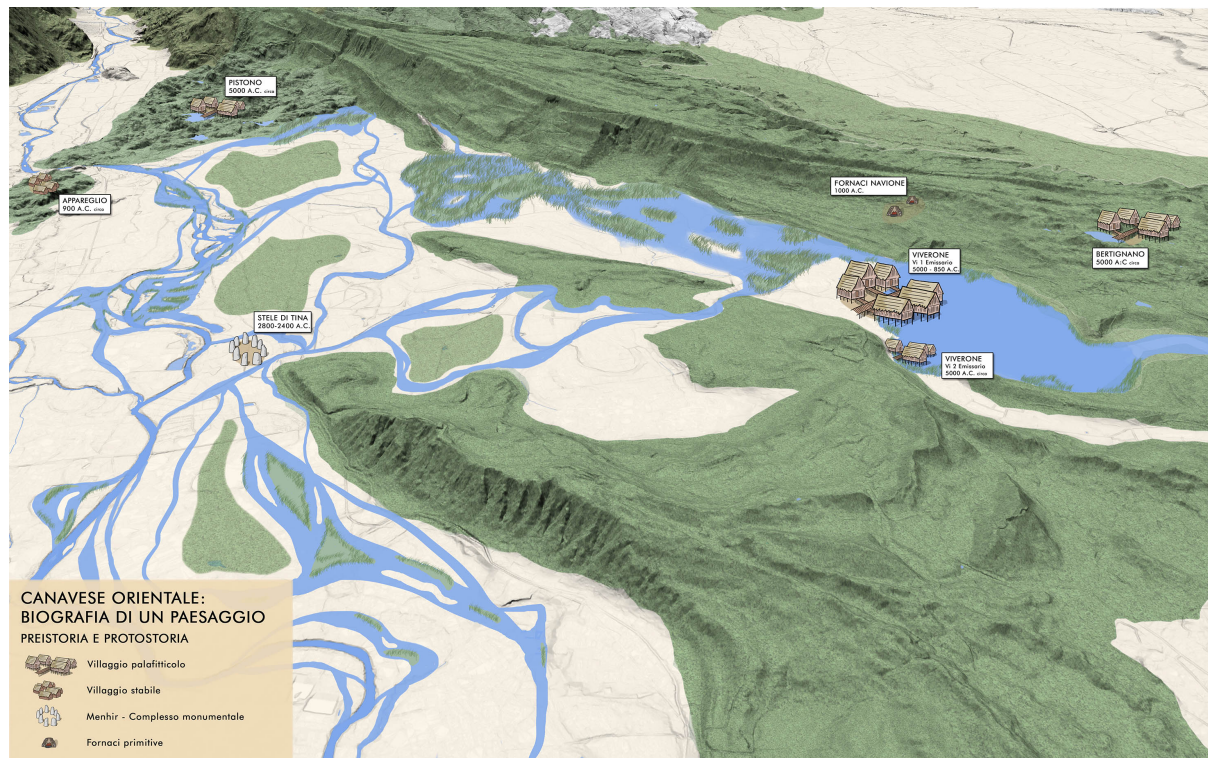 PISTONO
5000 A.C. circa
APPAREGLIO
900 A.C. circa
FORNACI NAVIONE
1000 A.C.
BERTIGNANO
5000 A:C circa
VIVERONE
Vi 1 Emissario
5000 - 850 A.C.
STELE DI TINA
2800-2400 A.C.
VIVERONE
Vi 2 Emissario
5000 A.C. circa
CANAVESE ORIENTALE:
BIOGRAFIA DI UN PAESAGGIO
PREISTORIA E PROTOSTORIA
Villaggio palafitticolo
Villaggio stabile
Menhir - Complesso monumentale
Fornaci primitive